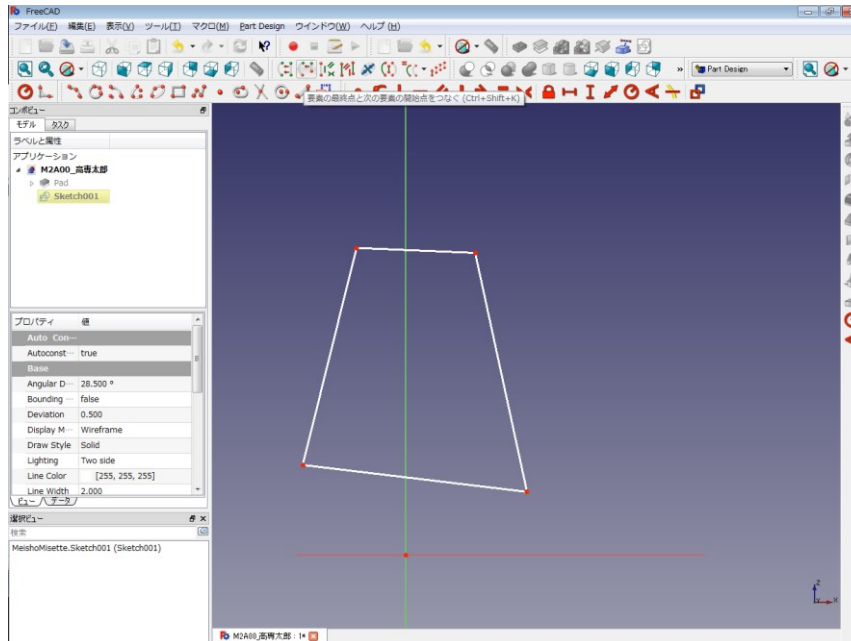 FreeCAD
ファイル(F) 編集(E) 表示(V) ツール(T) マクロ(M) Part Design ウインドウ(W) ヘルプ(H)
Part Design
要素の最終点と次の要素の開始点をつなぐ (Ctrl+Shift+K)
コンボビュー
モデル タスク
ラベルと属性
アプリケーション
M2A00_高専太郎
Pad
Sketch001
プロパティ 値
Auto Con…
Autoconst… true
Base
Angular D… 28.500 º
Bounding … false
Deviation 0.500
Display M… Wireframe
Draw Style Solid
Lighting Two side
Line Color [255, 255, 255]
Line Width 2.000
ビュー データ
選択ビュー
検索
MeishoMisette.Sketch001 (Sketch001)
Z
X
M2A00_高専太郎 : 1*